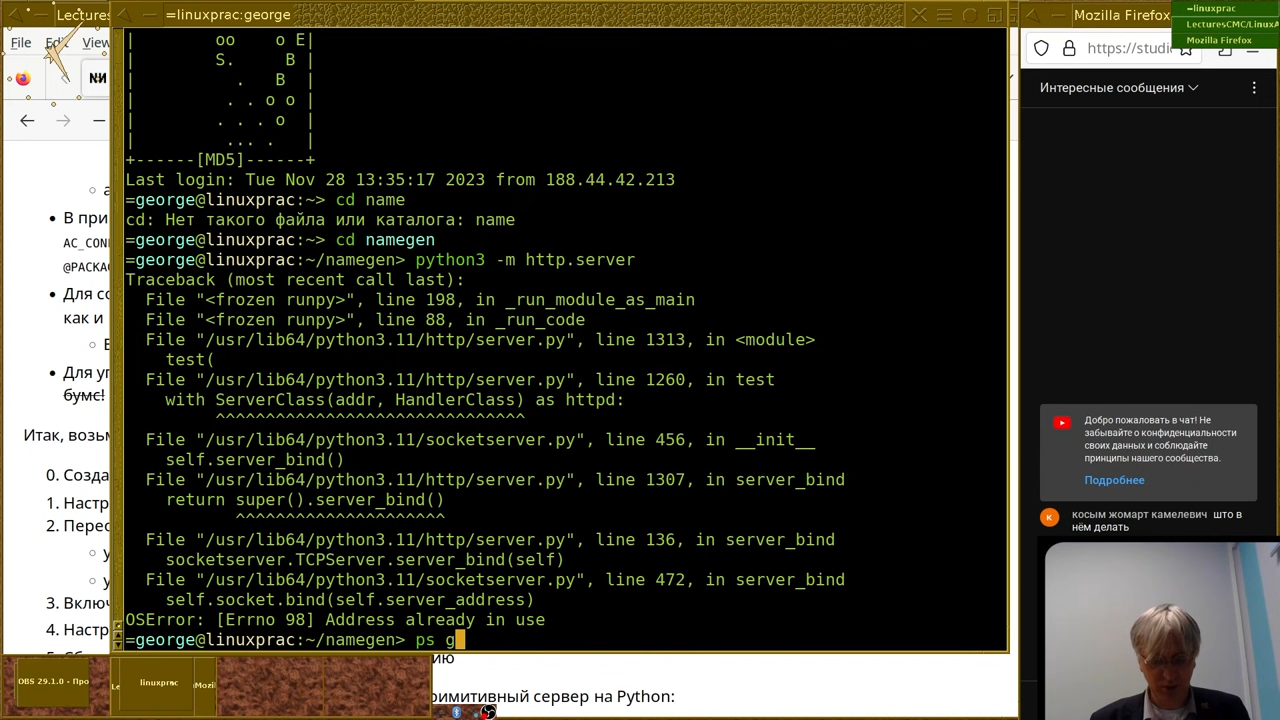 Lectures
=linuxprac:george
Mozilla Firefox
=linuxprac
LecturesCMC/LinuxA
Mozilla Firefox
File
Edit
View
https://studi
Интересные сообщения
| oo o E|
| S. B |
| . B |
| . . o o |
| . . . o |
| ... . |
+------[MD5]------+
Last login: Tue Nov 28 13:35:17 2023 from 188.44.42.213
=george@linuxprac:~> cd name
cd: Нет такого файла или каталога: name
=george@linuxprac:~> cd namegen
=george@linuxprac:~/namegen> python3 -m http.server
Traceback (most recent call last):
File "<frozen runpy>", line 198, in _run_module_as_main
File "<frozen runpy>", line 88, in _run_code
File "/usr/lib64/python3.11/http/server.py", line 1313, in <module>
test(
File "/usr/lib64/python3.11/http/server.py", line 1260, in test
with ServerClass(addr, HandlerClass) as httpd:
^^^^^^^^^^^^^^^^^^^^^^^^^^^^^^^
File "/usr/lib64/python3.11/socketserver.py", line 456, in __init__
self.server_bind()
File "/usr/lib64/python3.11/http/server.py", line 1307, in server_bind
return super().server_bind()
^^^^^^^^^^^^^^^^^^^^^
File "/usr/lib64/python3.11/http/server.py", line 136, in server_bind
socketserver.TCPServer.server_bind(self)
File "/usr/lib64/python3.11/socketserver.py", line 472, in server_bind
self.socket.bind(self.server_address)
OSError: [Errno 98] Address already in use
=george@linuxprac:~/namegen> ps g
В при
AC_CONF
@PACKA
Для со
как и
Для уп
бумс!
Итак, возьм
0. Созда
1. Настр
2. Перес
3. Включ
4. Настр
ию
римитивный сервер на Python:
Добро пожаловать в чат! Не
забывайте о конфиденциальности
своих данных и соблюдайте
принципы нашего сообщества.
Подробнее
К
косым жомарт камелевич што в
нём делать
OBS 29.1.0 - Про
linuxprac
Mozil